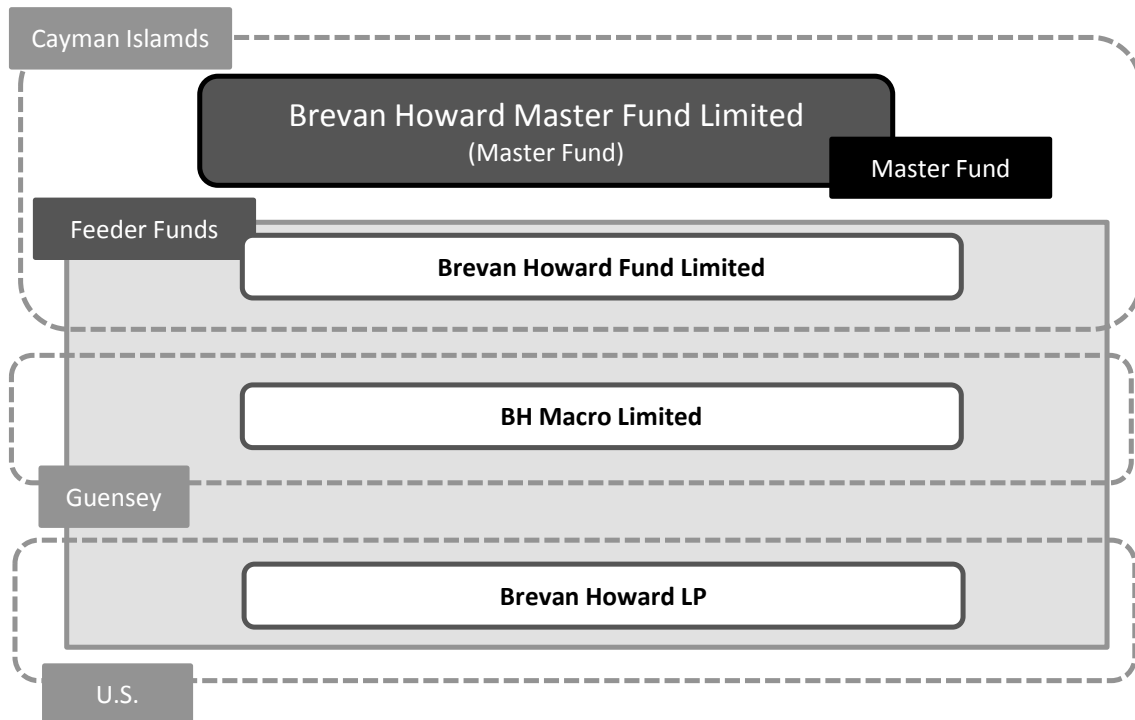 Cayman Islamds
Brevan Howard Master Fund Limited
(Master Fund)
Master Fund
Feeder Funds
Brevan Howard Fund Limited
BH Macro Limited
Guensey
Brevan Howard LP
U.S.